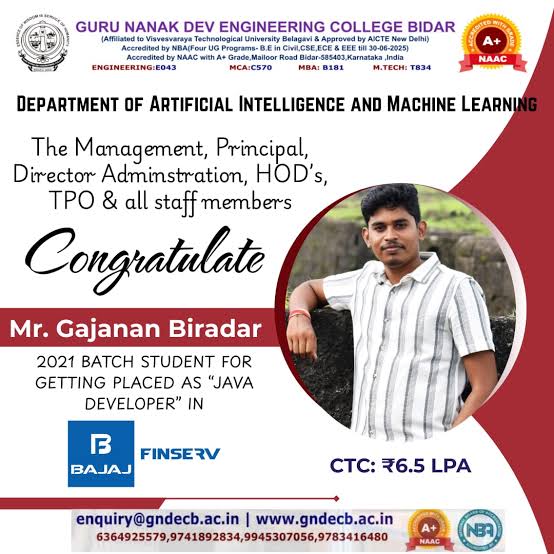 GURU NANAK DEV ENGINEERING COLLEGE BIDAR
(Affiliated to Visvesvaraya Technological University Belagavi & Approved by AICTE New Delhi)
Accredited by NBA(Four UG Programs- B.E in Civil,CSE,ECE & EEE till 30-06-2025)
Accredited by NAAC with A+ Grade,Mailoor Road Bidar-585403,Karnataka ,India
ENGINEERING:E043 MCA:C570 MBA: B181 M.TECH: T834
ACCREDITED WITH GRADE
A+
NAAC
DEPARTMENT OF ARTIFICIAL INTELLIGENCE AND MACHINE LEARNING
The Management, Principal,
Director Adminstration, HOD's,
TPO & all staff members
Congratulate
Mr. Gajanan Biradar
2021 BATCH STUDENT FOR
GETTING PLACED AS "JAVA
DEVELOPER" IN
B
BAJAJ
FINSERV
CTC: ₹6.5 LPA
enquiry@gndecb.ac.in | www.gndecb.ac.in
6364925579,9741892834,9945307056,9783416480
A+
NAAC
NBA